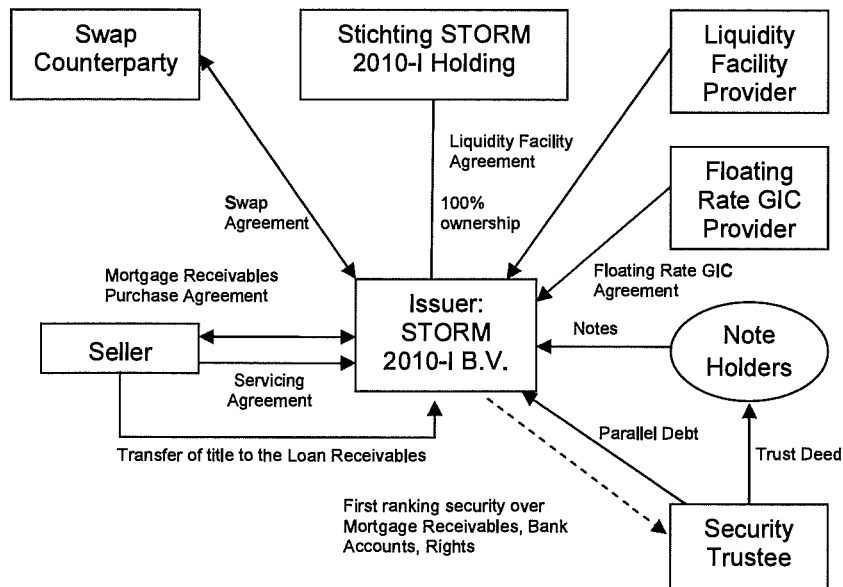 Swap
Counterparty
Stichting STORM
2010-I Holding
Liquidity
Facility
Provider
Liquidity Facility
Agreement
Floating
Rate GIC
Provider
Swap
Agreement
100%
ownership
Floating Rate GIC
Agreement
Mortgage Receivables
Purchase Agreement
Issuer:
STORM
2010-I B.V.
Notes
Note
Holders
Seller
Servicing
Agreement
Parallel Debt
Trust Deed
Transfer of title to the Loan Receivables
First ranking security over
Mortgage Receivables, Bank
Accounts, Rights
Security
Trustee